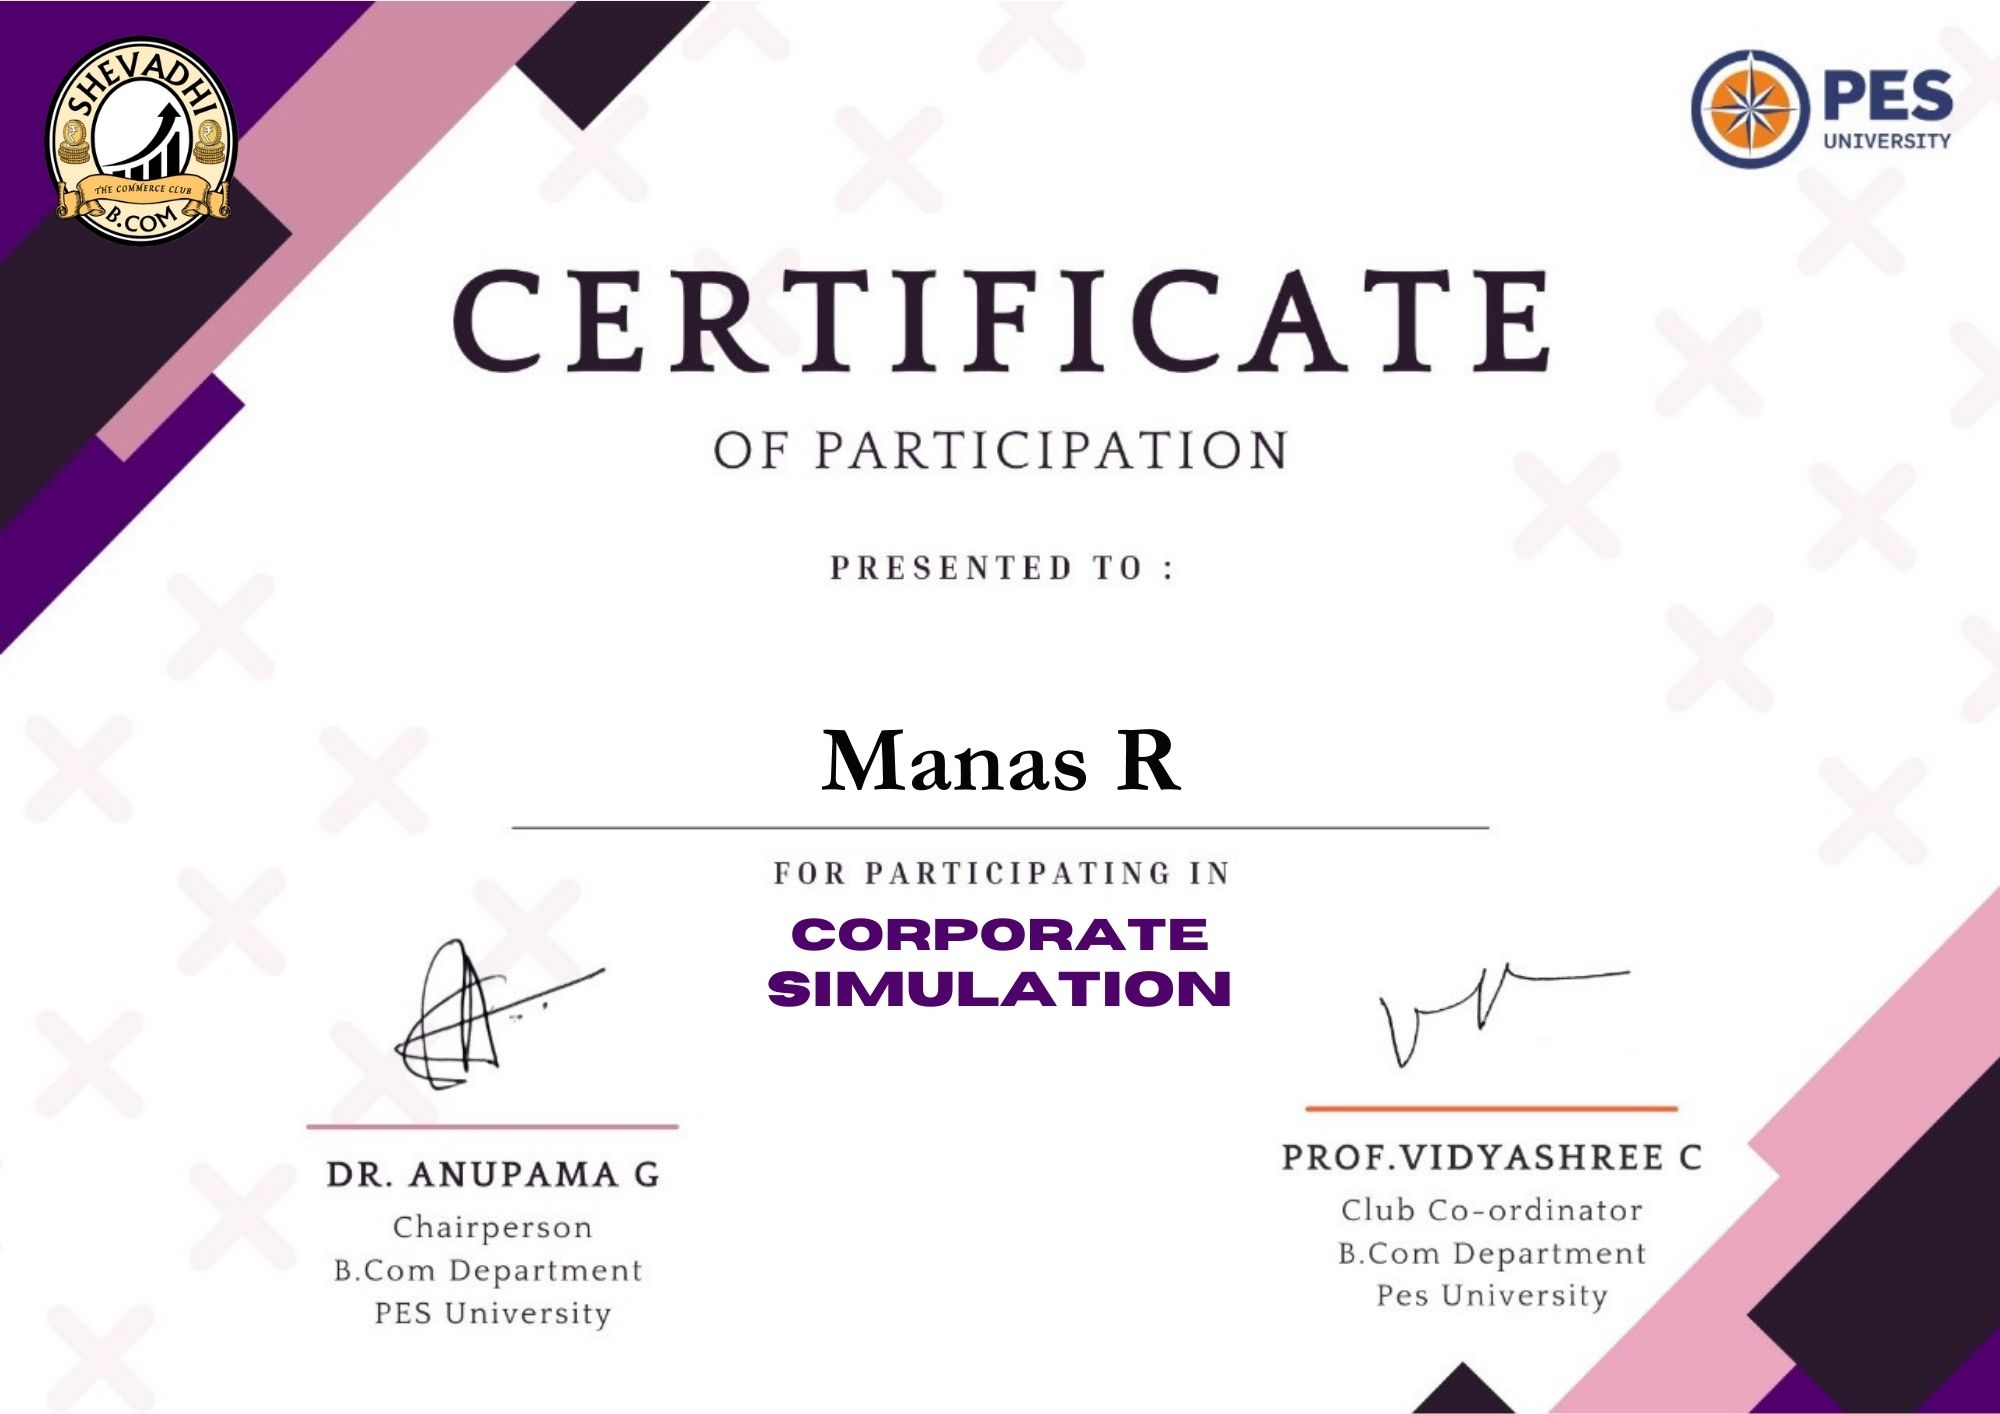 SHEVADHI
THE COMMERCE CLUB
B.COM
PES
UNIVERSITY
CERTIFICATE
OF PARTICIPATION
PRESENTED TO :
Manas R
FOR PARTICIPATING IN
CORPORATE
SIMULATION
DR. ANUPAMA G
Chairperson
B.Com Department
PES University
PROF.VIDYASHREE C
Club Co-ordinator
B.Com Department
Pes University